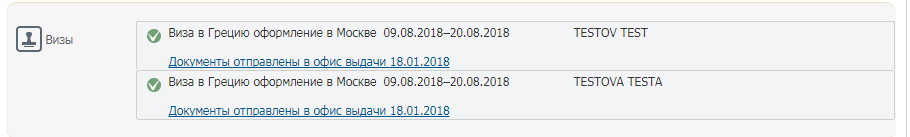 Визы
Виза в Грецию оформление в Москве 09.08.2018–20.08.2018 TESTOV TEST
Документы отправлены в офис выдачи 18.01.2018
Виза в Грецию оформление в Москве 09.08.2018–20.08.2018 TESTOVA TESTA
Документы отправлены в офис выдачи 18.01.2018